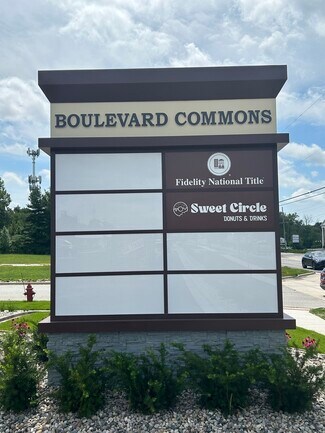 BOULEVARD COMMONS
Fidelity National Title
Sweet Circle
DONUTS & DRINKS